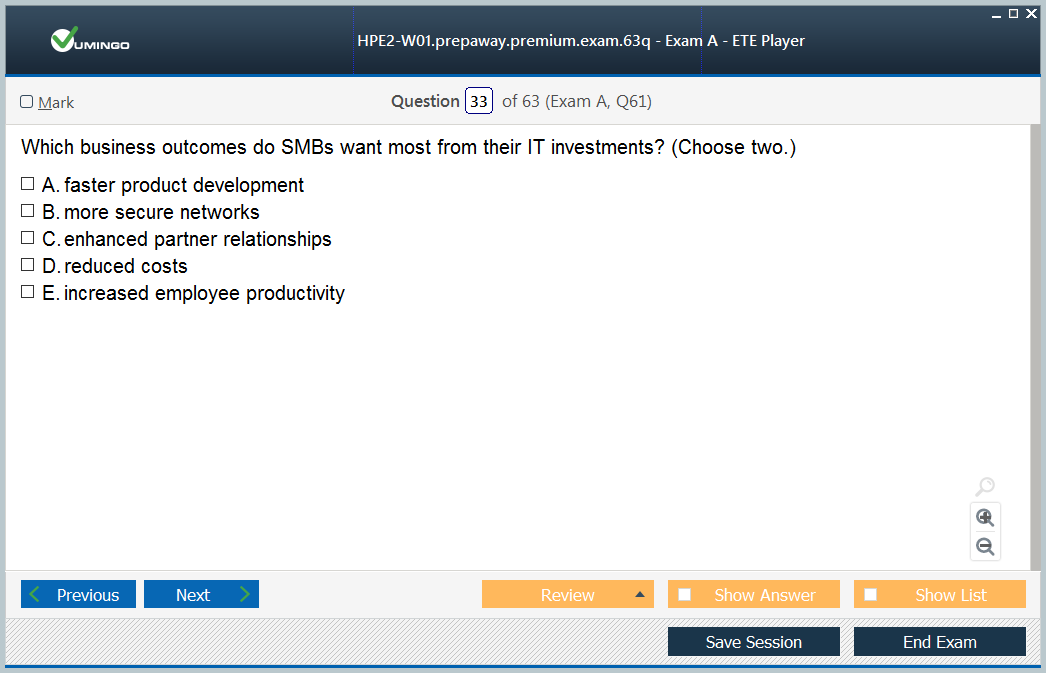 VUMINGO
HPE2-W01.prepaway.premium.exam.63q - Exam A - ETE Player
Mark
Question 33 of 63 (Exam A, Q61)
Which business outcomes do SMBs want most from their IT investments? (Choose two.)
A. faster product development
B. more secure networks
C. enhanced partner relationships
D. reduced costs
E. increased employee productivity
Previous
Next
Review
Show Answer
Show List
Save Session
End Exam